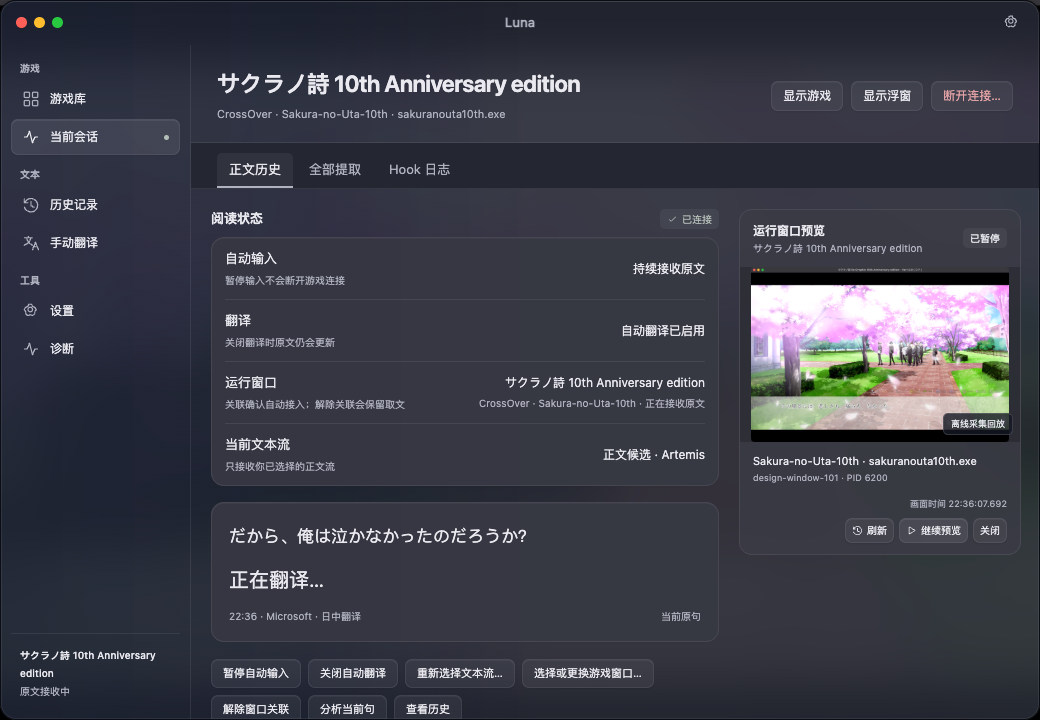 Luna
游戏
游戏库
当前会话
文本
历史记录
手动翻译
工具
设置
诊断
サクラノ詩 10th Anniversary edition
原文接收中
サクラノ詩 10th Anniversary edition
CrossOver · Sakura-no-Uta-10th · sakuranouta10th.exe
显示游戏
显示浮窗
断开连接...
正文历史
全部提取
Hook 日志
阅读状态
已连接
自动输入
暂停输入不会断开游戏连接
持续接收原文
翻译
关闭翻译时原文仍会更新
自动翻译已启用
运行窗口
关联确认自动接入；解除关联会保留取文
サクラノ詩 10th Anniversary edition
CrossOver · Sakura-no-Uta-10th · 正在接收原文
当前文本流
只接收你已选择的正文流
正文候选 · Artemis
だから、俺は泣かなかったのだろうか?
正在翻译...
22:36 · Microsoft · 日中翻译
当前原句
暂停自动输入
关闭自动翻译
重新选择文本流...
选择或更换游戏窗口...
解除窗口关联
分析当前句
查看历史
运行窗口预览
サクラノ詩 10th Anniversary edition
已暂停
离线采集回放
Sakura-no-Uta-10th · sakuranouta10th.exe
design-window-101 · PID 6200
画面时间 22:36:07.692
刷新
继续预览
关闭